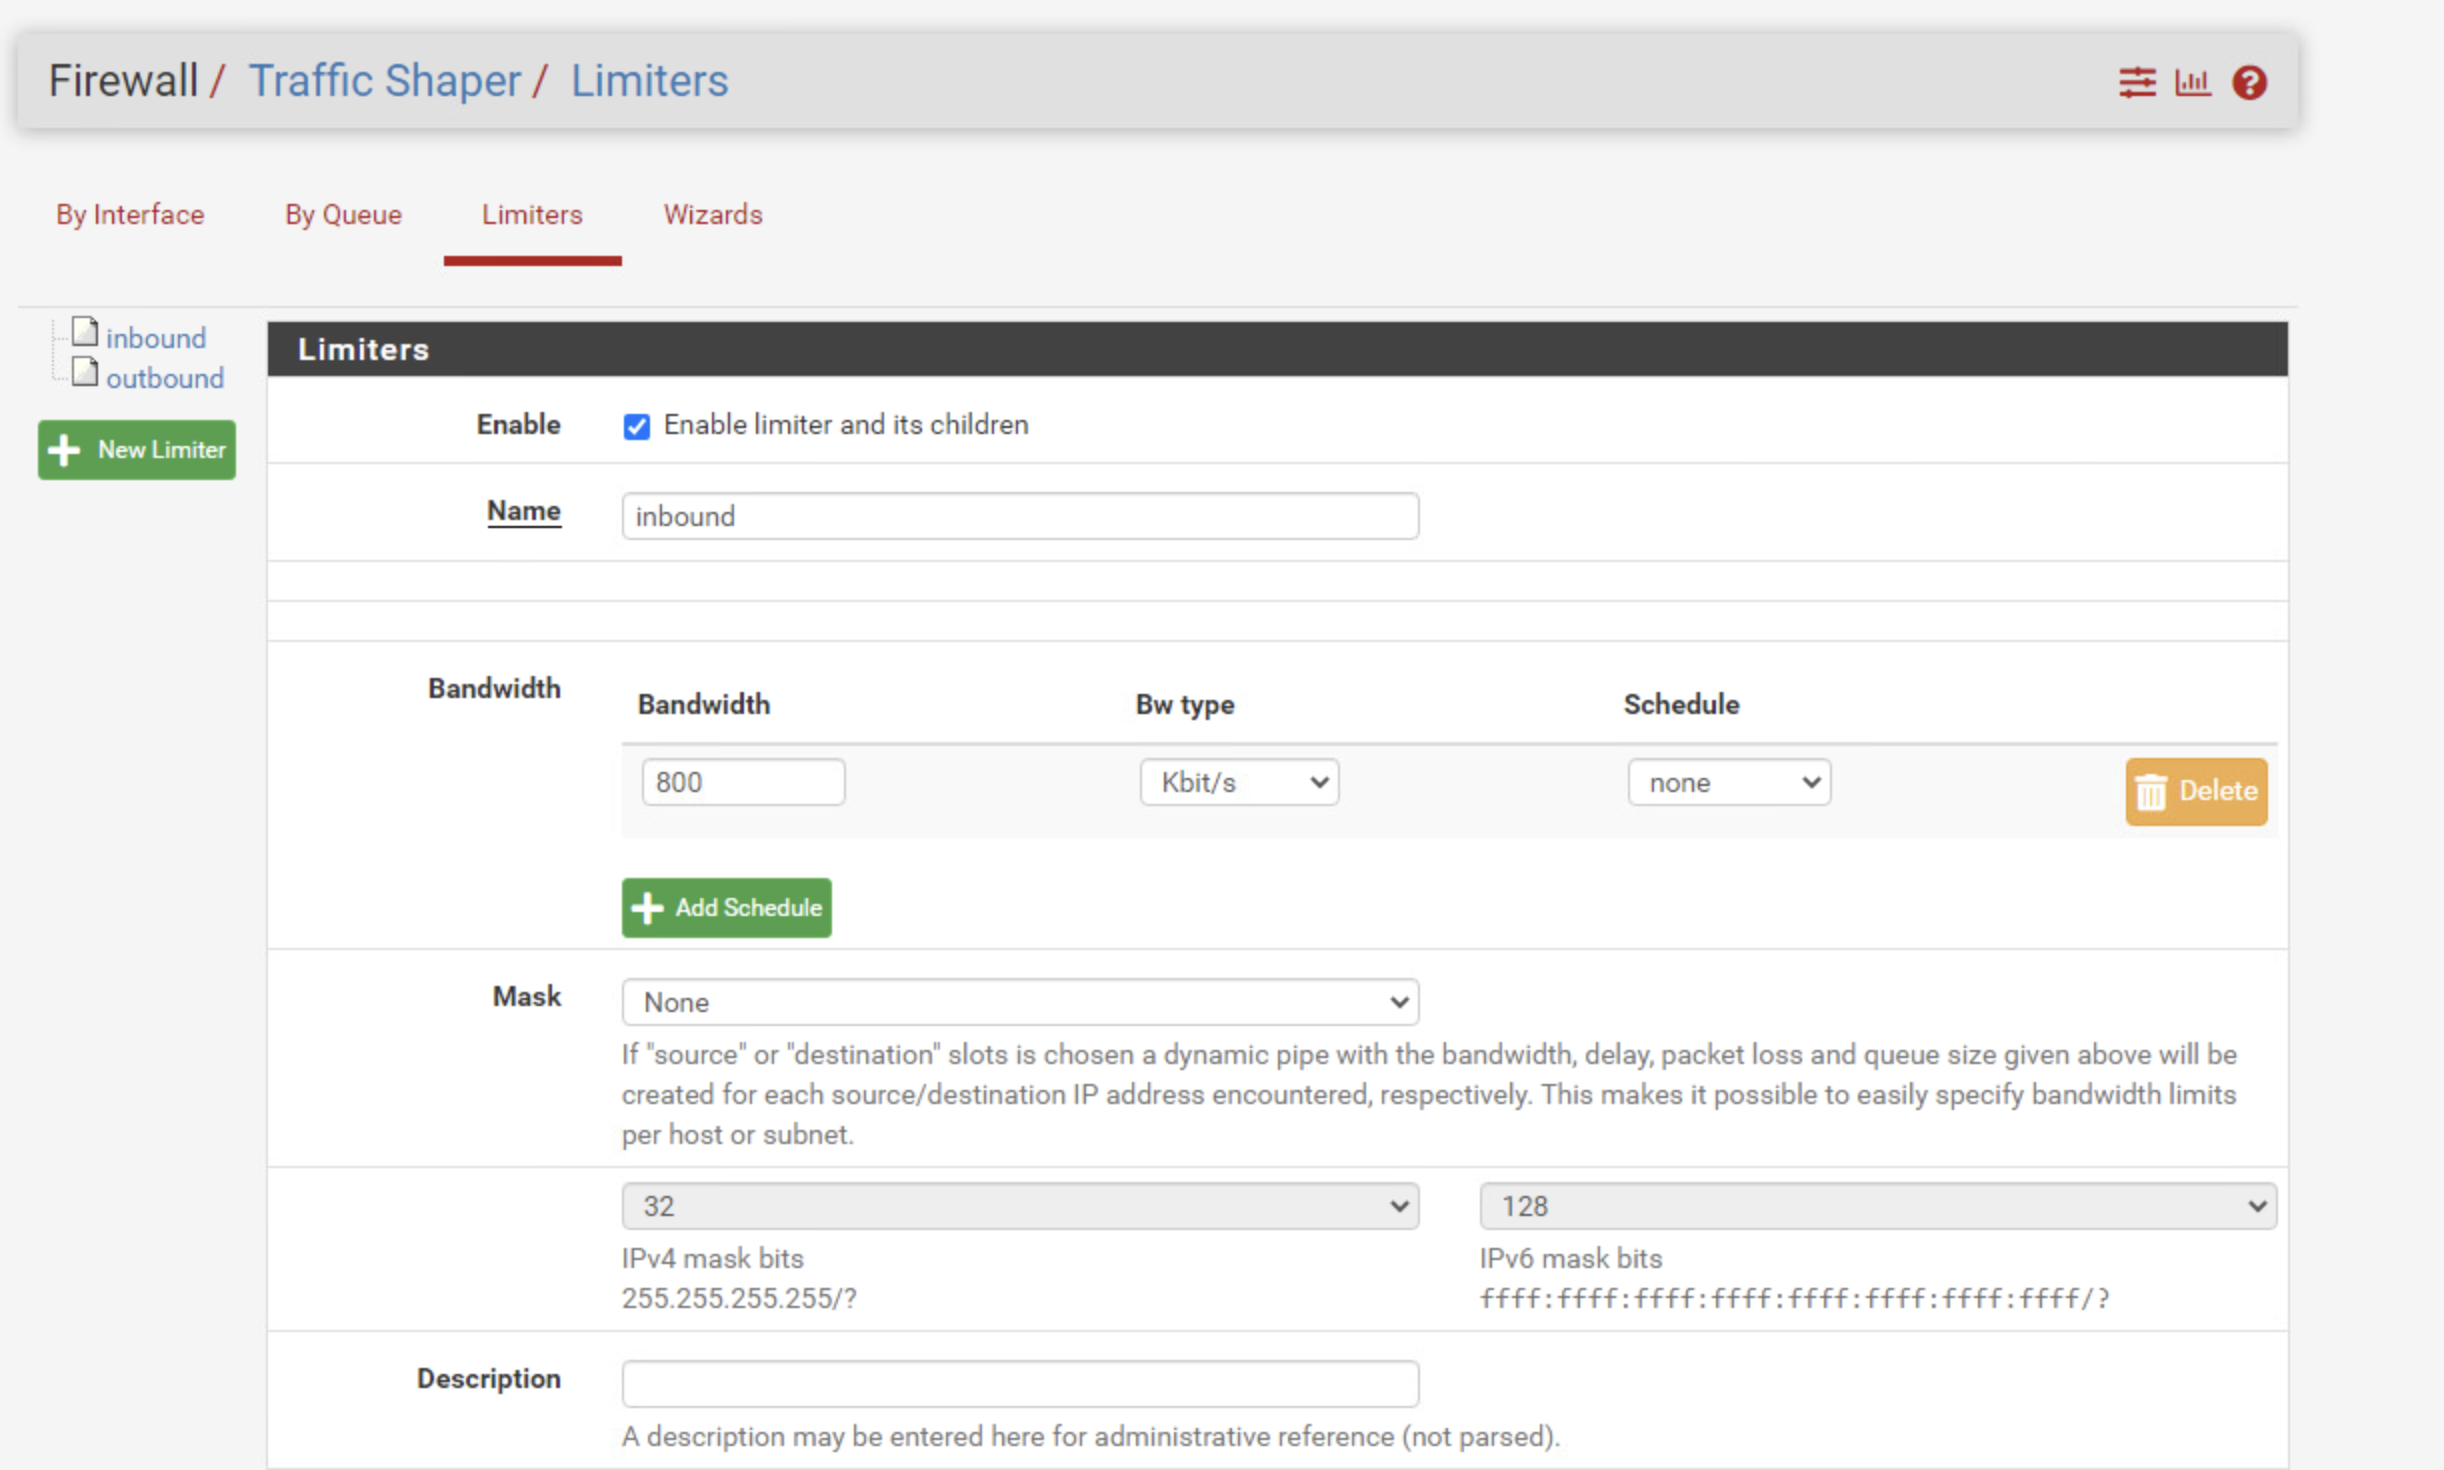 Firewall / Traffic Shaper / Limiters
By Interface By Queue Limiters Wizards
inbound
outbound
New Limiter
Limiters
Enable Enable limiter and its children
Name inbound
Bandwidth Bandwidth Bw type Schedule
800 Kbit/s none Delete
Add Schedule
Mask None
If "source" or "destination" slots is chosen a dynamic pipe with the bandwidth, delay, packet loss and queue size given above will be
created for each source/destination IP address encountered, respectively. This makes it possible to easily specify bandwidth limits
per host or subnet.
32 128
IPv4 mask bits IPv6 mask bits
255.255.255.255/? ffff:ffff:ffff:ffff:ffff:ffff:ffff:ffff/?
Description
A description may be entered here for administrative reference (not parsed).